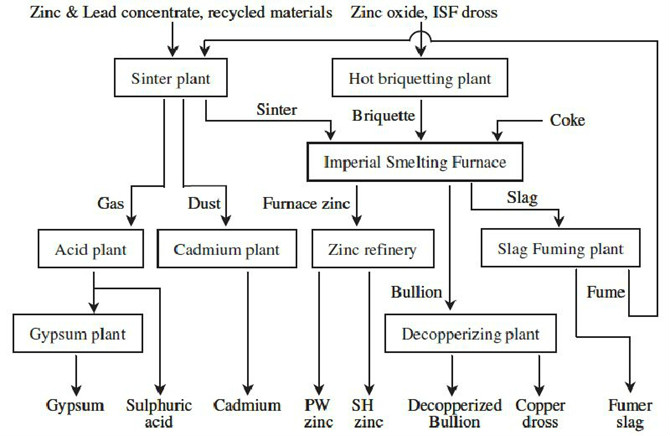 Zinc & Lead concentrate, recycled materials
Zinc oxide, ISF dross
Sinter plant
Hot briquetting plant
Sinter
Briquette
Coke
Imperial Smelting Furnace
Gas
Dust
Furnace zinc
Slag
Acid plant
Cadmium plant
Zinc refinery
Slag Fuming plant
Bullion
Fume
Gypsum plant
Decopperizing plant
Gypsum
Sulphuric
acid
Cadmium
PW
zinc
SH
zinc
Decopperized
Bullion
Copper
dross
Fumer
slag